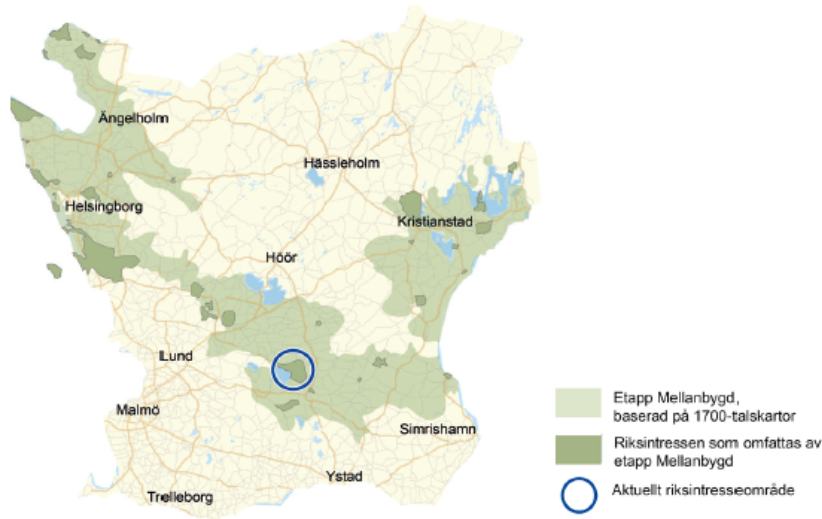 Ängelholm
Hässleholm
Helsingborg
Kristianstad
Höör
Lund
Malmö
Simrishamn
Ystad
Trelleborg
Etapp Mellanbygd,
baserad på 1700-talskartor
Riksintressen som omfattas av
etapp Mellanbygd
Aktuellt riksintresseområde